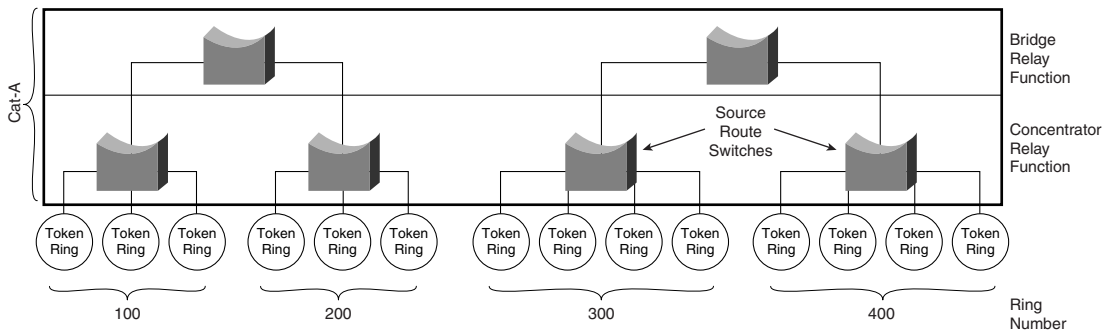 Cat-A
Bridge
Relay
Function
Source
Route
Switches
Concentrator
Relay
Function
Token
Ring
Token
Ring
Token
Ring
Token
Ring
Token
Ring
Token
Ring
Token
Ring
Token
Ring
Token
Ring
Token
Ring
Token
Ring
Token
Ring
Token
Ring
Token
Ring
100
200
300
400
Ring
Number